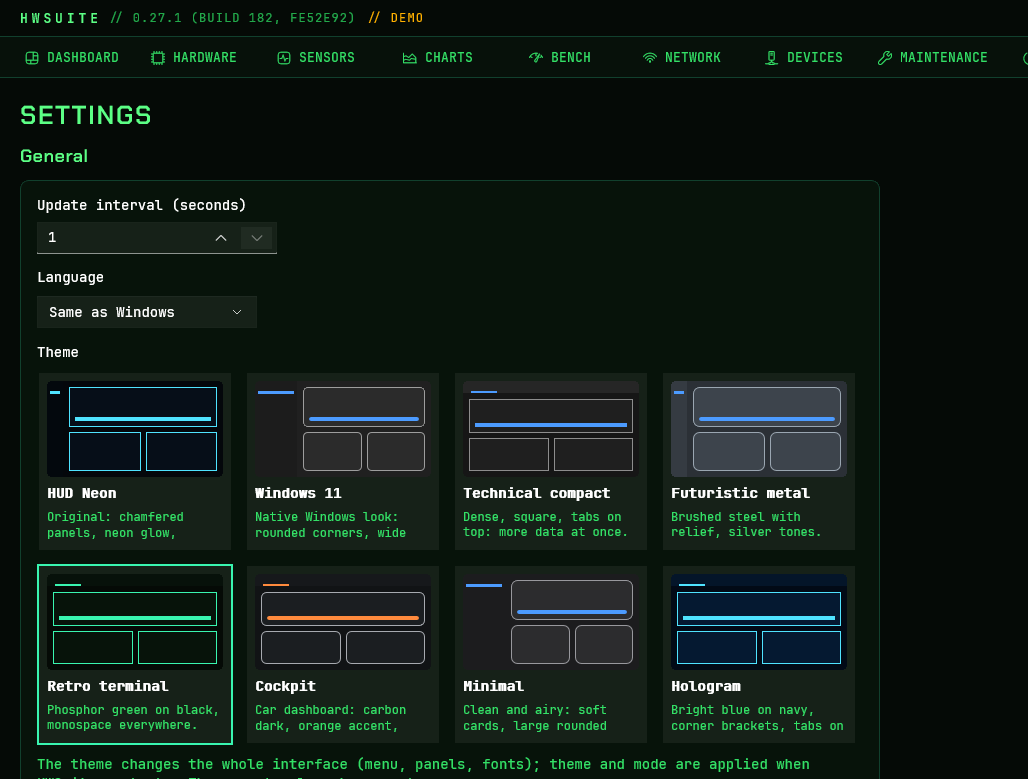 HWSUITE // 0.27.1 (BUILD 182, FE52E92) // DEMO
DASHBOARD HARDWARE SENSORS CHARTS BENCH NETWORK DEVICES MAINTENANCE
SETTINGS
General
Update interval (seconds)
1
Language
Same as Windows
Theme
HUD Neon
Original: chamfered
panels, neon glow,
Windows 11
Native Windows look:
rounded corners, wide
Technical compact
Dense, square, tabs on
top: more data at once.
Futuristic metal
Brushed steel with
relief, silver tones.
Retro terminal
Phosphor green on black,
monospace everywhere.
Cockpit
Car dashboard: carbon
dark, orange accent,
Minimal
Clean and airy: soft
cards, large rounded
Hologram
Bright blue on navy,
corner brackets, tabs on
The theme changes the whole interface (menu, panels, fonts); theme and mode are applied when